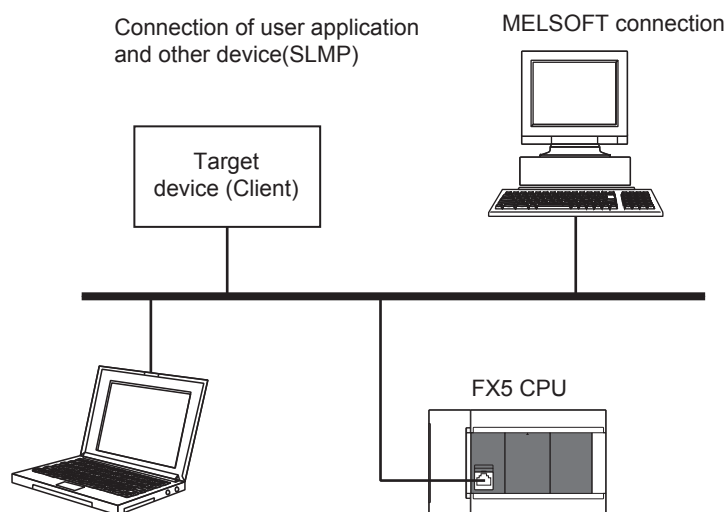 Connection of user application
and other device(SLMP)
MELSOFT connection
Target
device (Client)
FX5 CPU